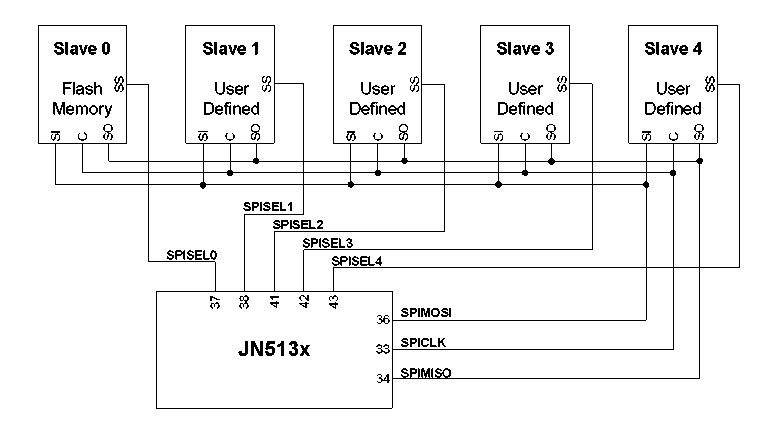 Slave 0
Slave 1
Slave 2
Slave 3
Slave 4
Flash
Memory
SS
User
Defined
SS
User
Defined
SS
User
Defined
SS
User
Defined
SS
SI
C
SO
SI
C
SO
SI
C
SO
SI
C
SO
SI
C
SO
SPISEL1
SPISEL2
SPISEL3
SPISEL0
SPISEL4
37
38
41
42
43
36
SPIMOSI
JN513x
33
SPICLK
34
SPIMISO